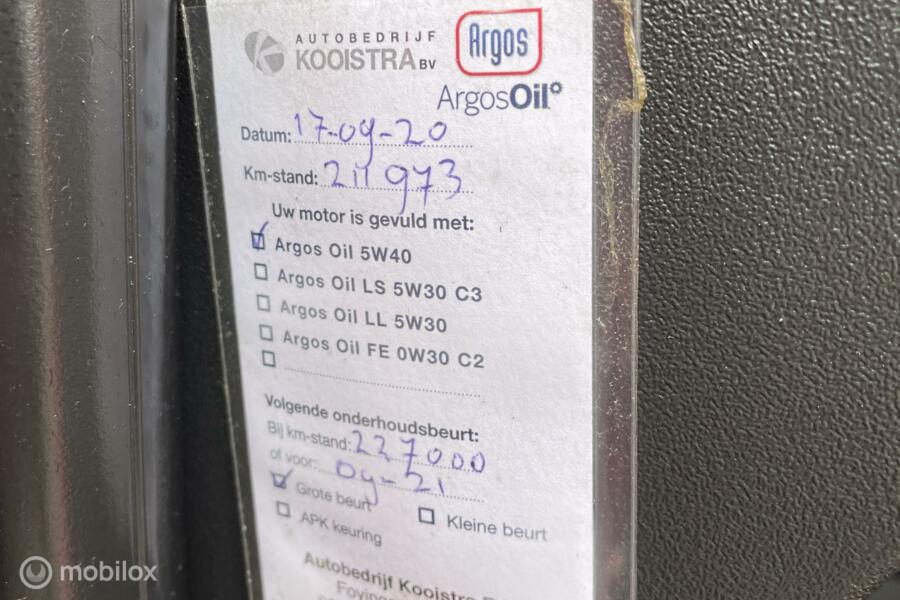 AUTOBEDRIJF
KOOISTRA BV
Argos
ArgosOil
Datum: 17-09-20
Km-stand: 211973
Uw motor is gevuld met:
Argos Oil 5W40
Argos Oil LS 5W30 C3
Argos Oil LL 5W30
Argos Oil FE 0W30 C2
Volgende onderhoudsbeurt:
Bij km-stand: 227000
of voor: 09-21
Grote beurt
Kleine beurt
APK keuring
Autobedrijf Kooistra
mobilox